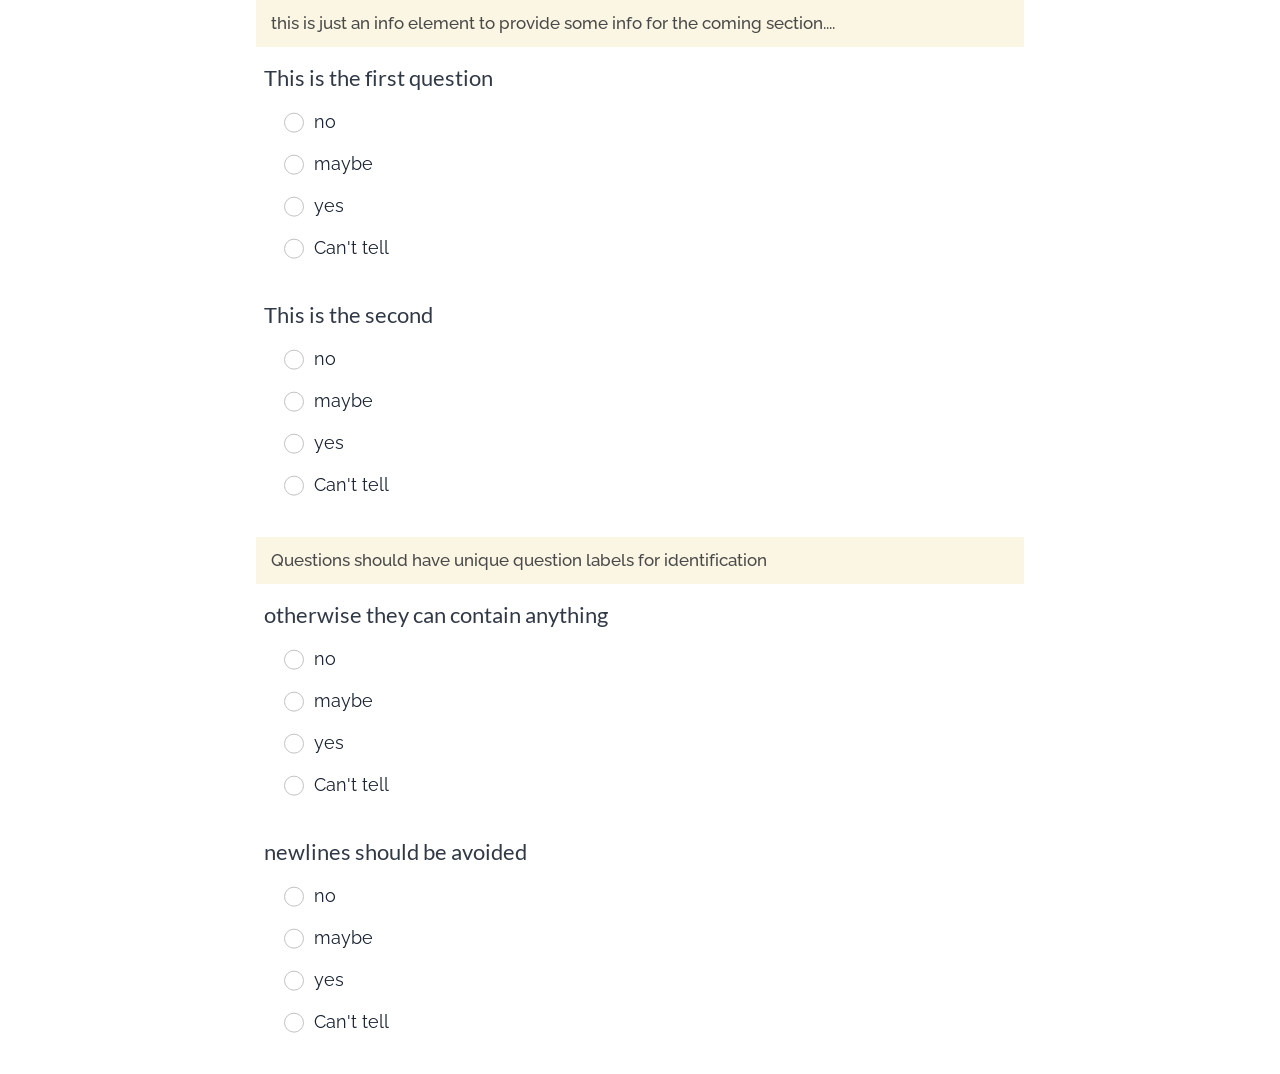 this is just an info element to provide some info for the coming section....
This is the first question
no
maybe
yes
Can't tell
This is the second
no
maybe
yes
Can't tell
Questions should have unique question labels for identification
otherwise they can contain anything
no
maybe
yes
Can't tell
newlines should be avoided
no
maybe
yes
Can't tell